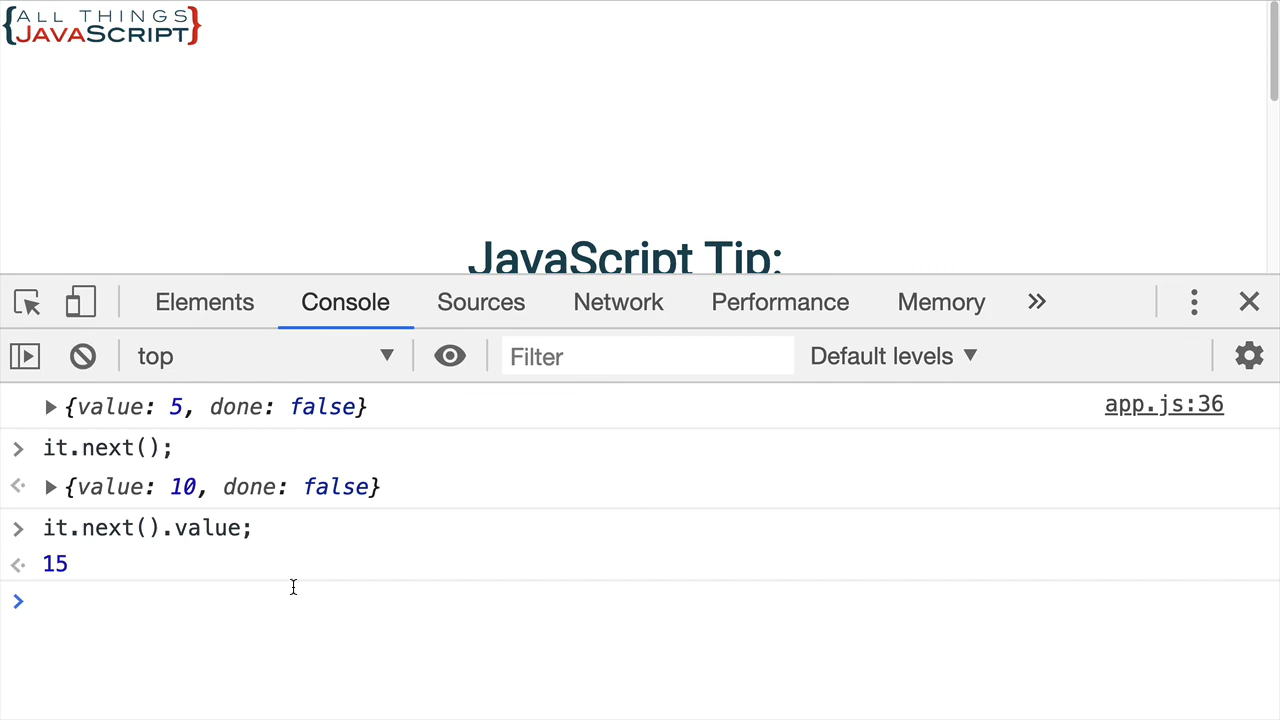 {ALL THINGS
JAVASCRIPT}
JavaScript Tip:
Elements Console Sources Network Performance Memory »
top ▼ Filter Default levels ▼
▶{value: 5, done: false} app.js:36
> it.next();
<· ▶{value: 10, done: false}
> it.next().value;
<· 15
>